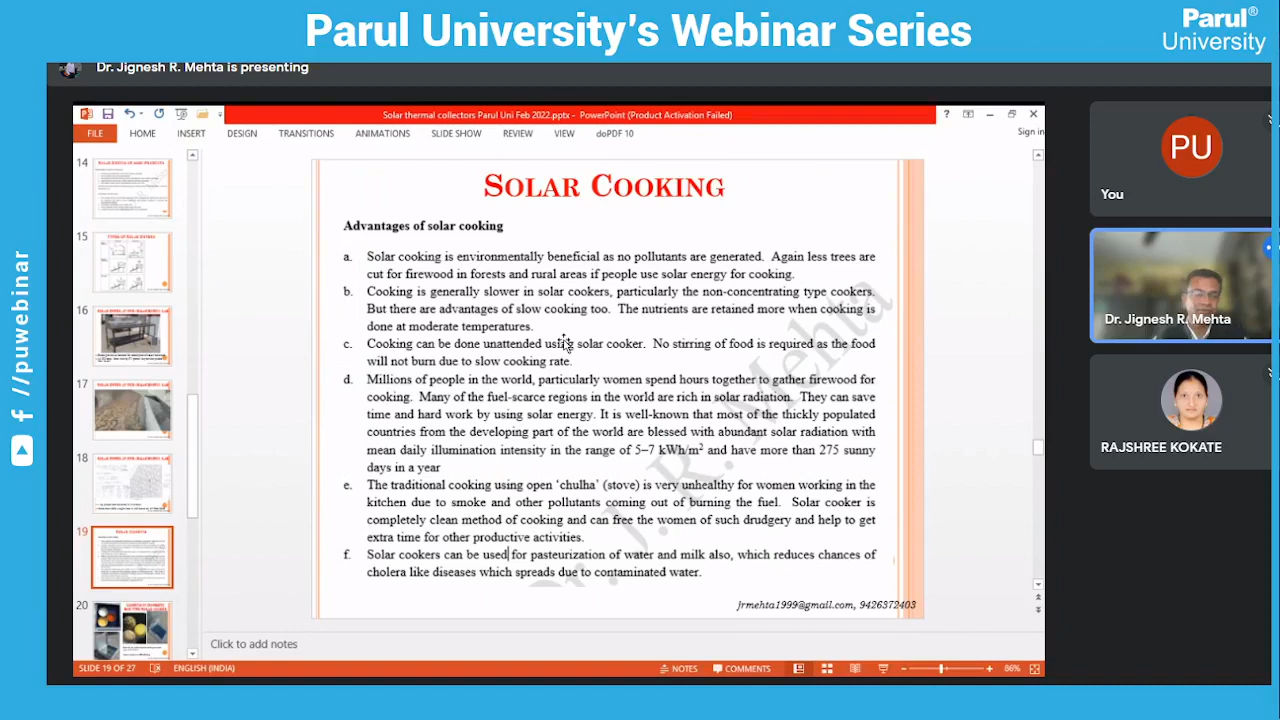 Parul University's Webinar Series
Parul®
University
Dr. Jignesh R. Mehta is presenting
Solar thermal collectors Parul Uni Feb 2022.pptx - PowerPoint (Product Activation Failed)
FILE HOME INSERT DESIGN TRANSITIONS ANIMATIONS SLIDE SHOW REVIEW VIEW doPDF 10
Sign in
14
15
16
17
18
19
20
SOLAR COOKING
Advantages of solar cooking
a. Solar cooking is environmentally beneficial as no pollutants are generated. Again less trees are
cut for firewood in forests and rural areas if people use solar energy for cooking.
b. Cooking is generally slower in solar cookers, particularly the non-concentrating type cookers.
But there are advantages of slow cooking too. The nutrients are retained more when cooking is
done at moderate temperatures.
c. Cooking can be done unattended using solar cooker. No stirring of food is required as the food
will not burn due to slow cooking rate.
d. Millions of people in the world, particularly women spend hours together to gather firewood for
cooking. Many of the fuel-scarce regions in the world are rich in solar radiation. They can save
time and hard work by using solar energy. It is well-known that most of the thickly populated
countries from the developing part of the world are blessed with abundant solar radiation with
mean daily illumination intensity in the range of 5–7 kWh/m² and have more than 275 sunny
days in a year
e. The traditional cooking using open 'chulha' (stove) is very unhealthy for women working in the
kitchen due to smoke and other pollutants coming out of burning the fuel. Solar cooker is
completely clean method of cooking and can free the women of such drudgery and help to get
extra time for other productive activities.
f. Solar cookers can be used for pasteurization of water and milk also, which reduces chances of
cholera like diseases which spread due to contaminated water.
Dr. J. R. Mehta
jrmehta1999@gmail.com, 9426372403
Click to add notes
SLIDE 19 OF 27 ENGLISH (INDIA) NOTES COMMENTS 86%
PU
You
Dr. Jignesh R. Mehta
RAJSHREE KOKATE
//puwebinar